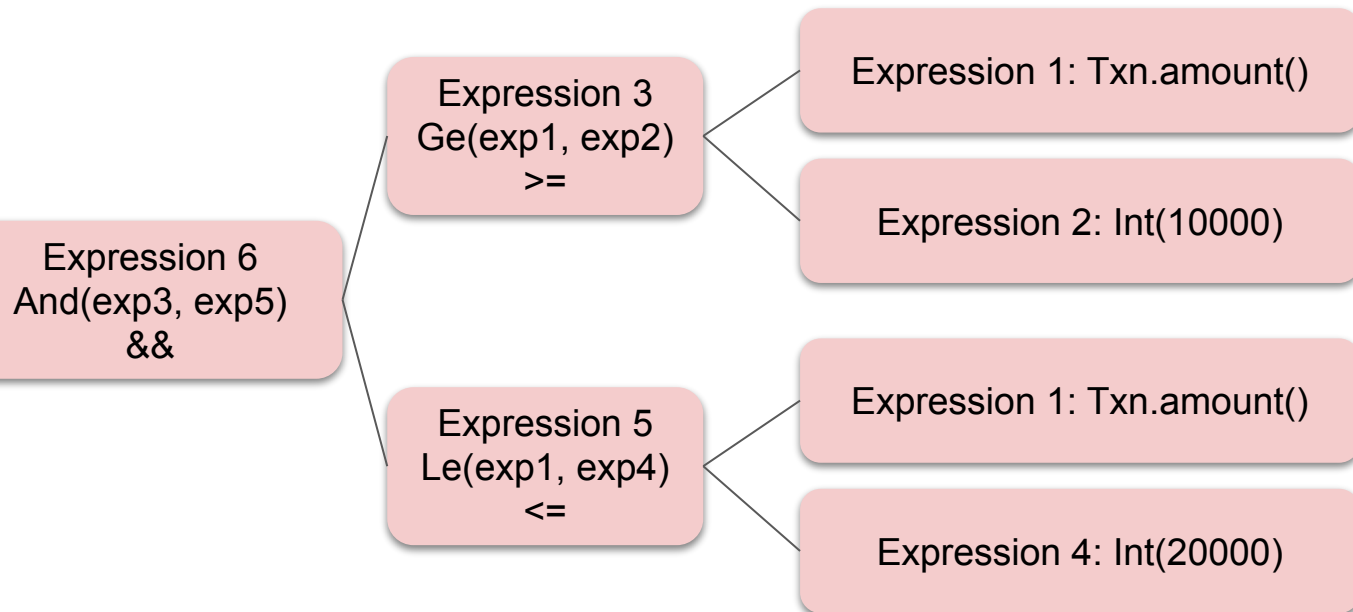 Expression 6
And(exp3, exp5)
&&
Expression 3
Ge(exp1, exp2)
>=
Expression 5
Le(exp1, exp4)
<=
Expression 1: Txn.amount()
Expression 2: Int(10000)
Expression 1: Txn.amount()
Expression 4: Int(20000)